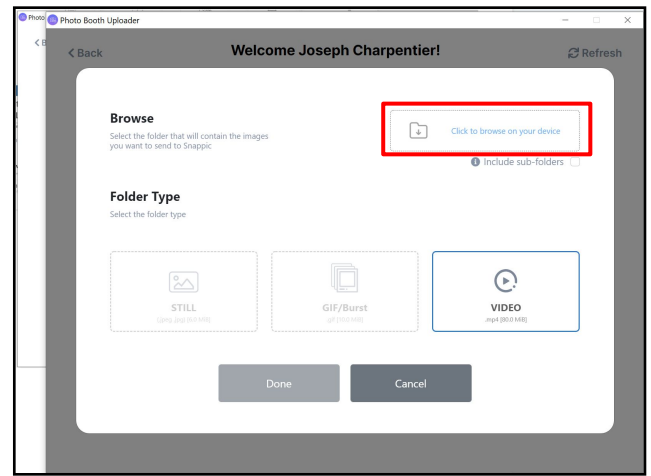 Photo
Photo Booth Uploader
< B
< Back
Welcome Joseph Charpentier!
Refresh
Browse
Select the folder that will contain the images
you want to send to Snappic
Click to browse on your device
Include sub-folders
Folder Type
Select the folder type
STILL
GIF/Burst
VIDEO
.mp4 [80.0 MiB]
Done
Cancel